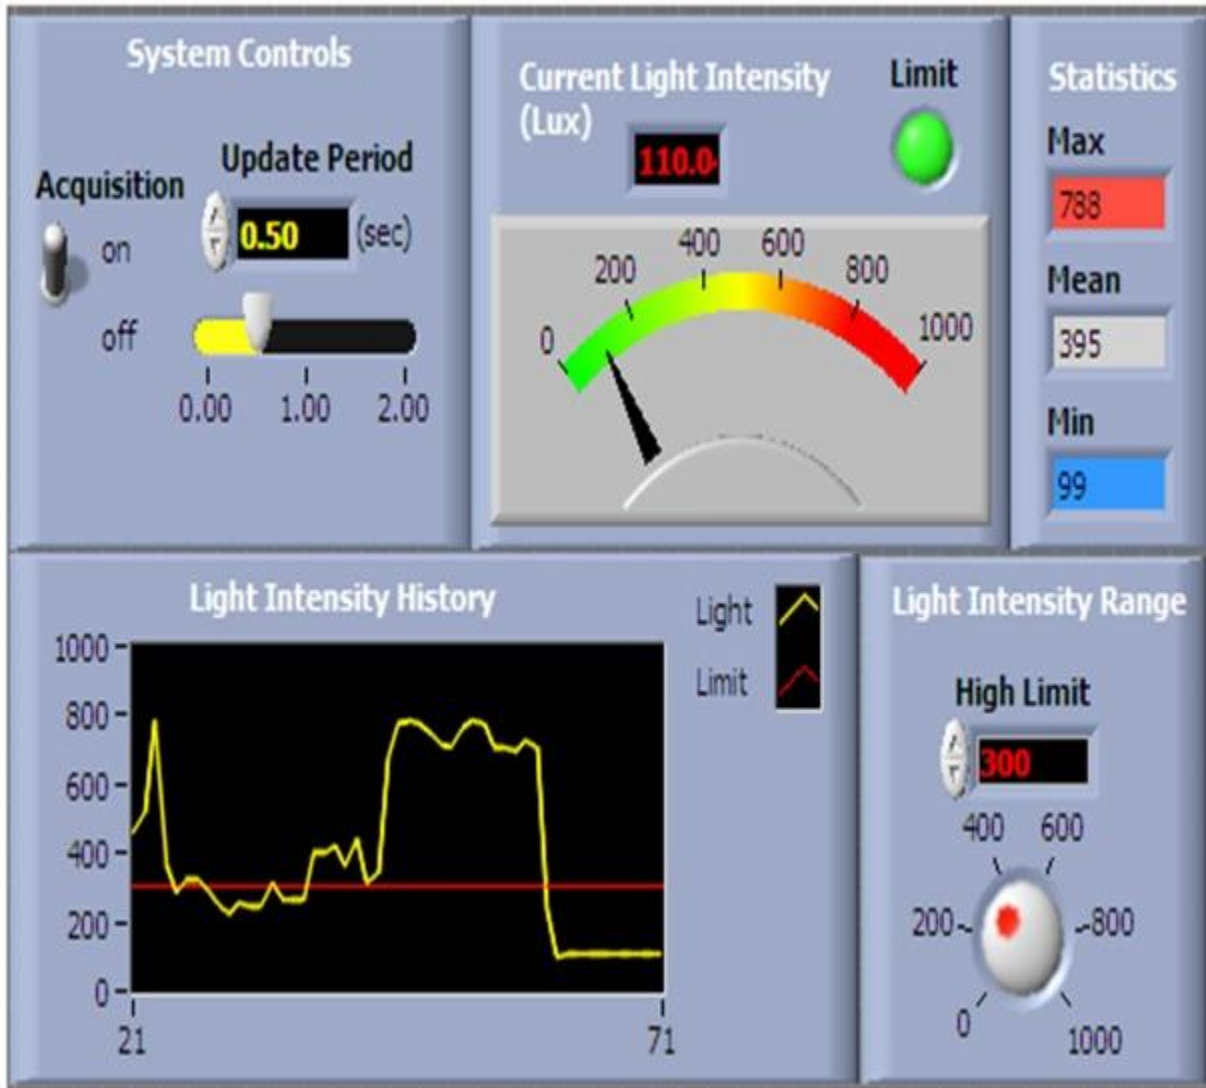 System Controls
Acquisition
on
off
Update Period
0.50 (sec)
0.00 1.00 2.00
Current Light Intensity
(Lux)
110.0
Limit
0 200 400 600 800 1000
Statistics
Max
788
Mean
395
Min
99
Light Intensity History
Light
Limit
1000
800
600
400
200
0
21 71
Light Intensity Range
High Limit
300
400 600
200 800
0 1000